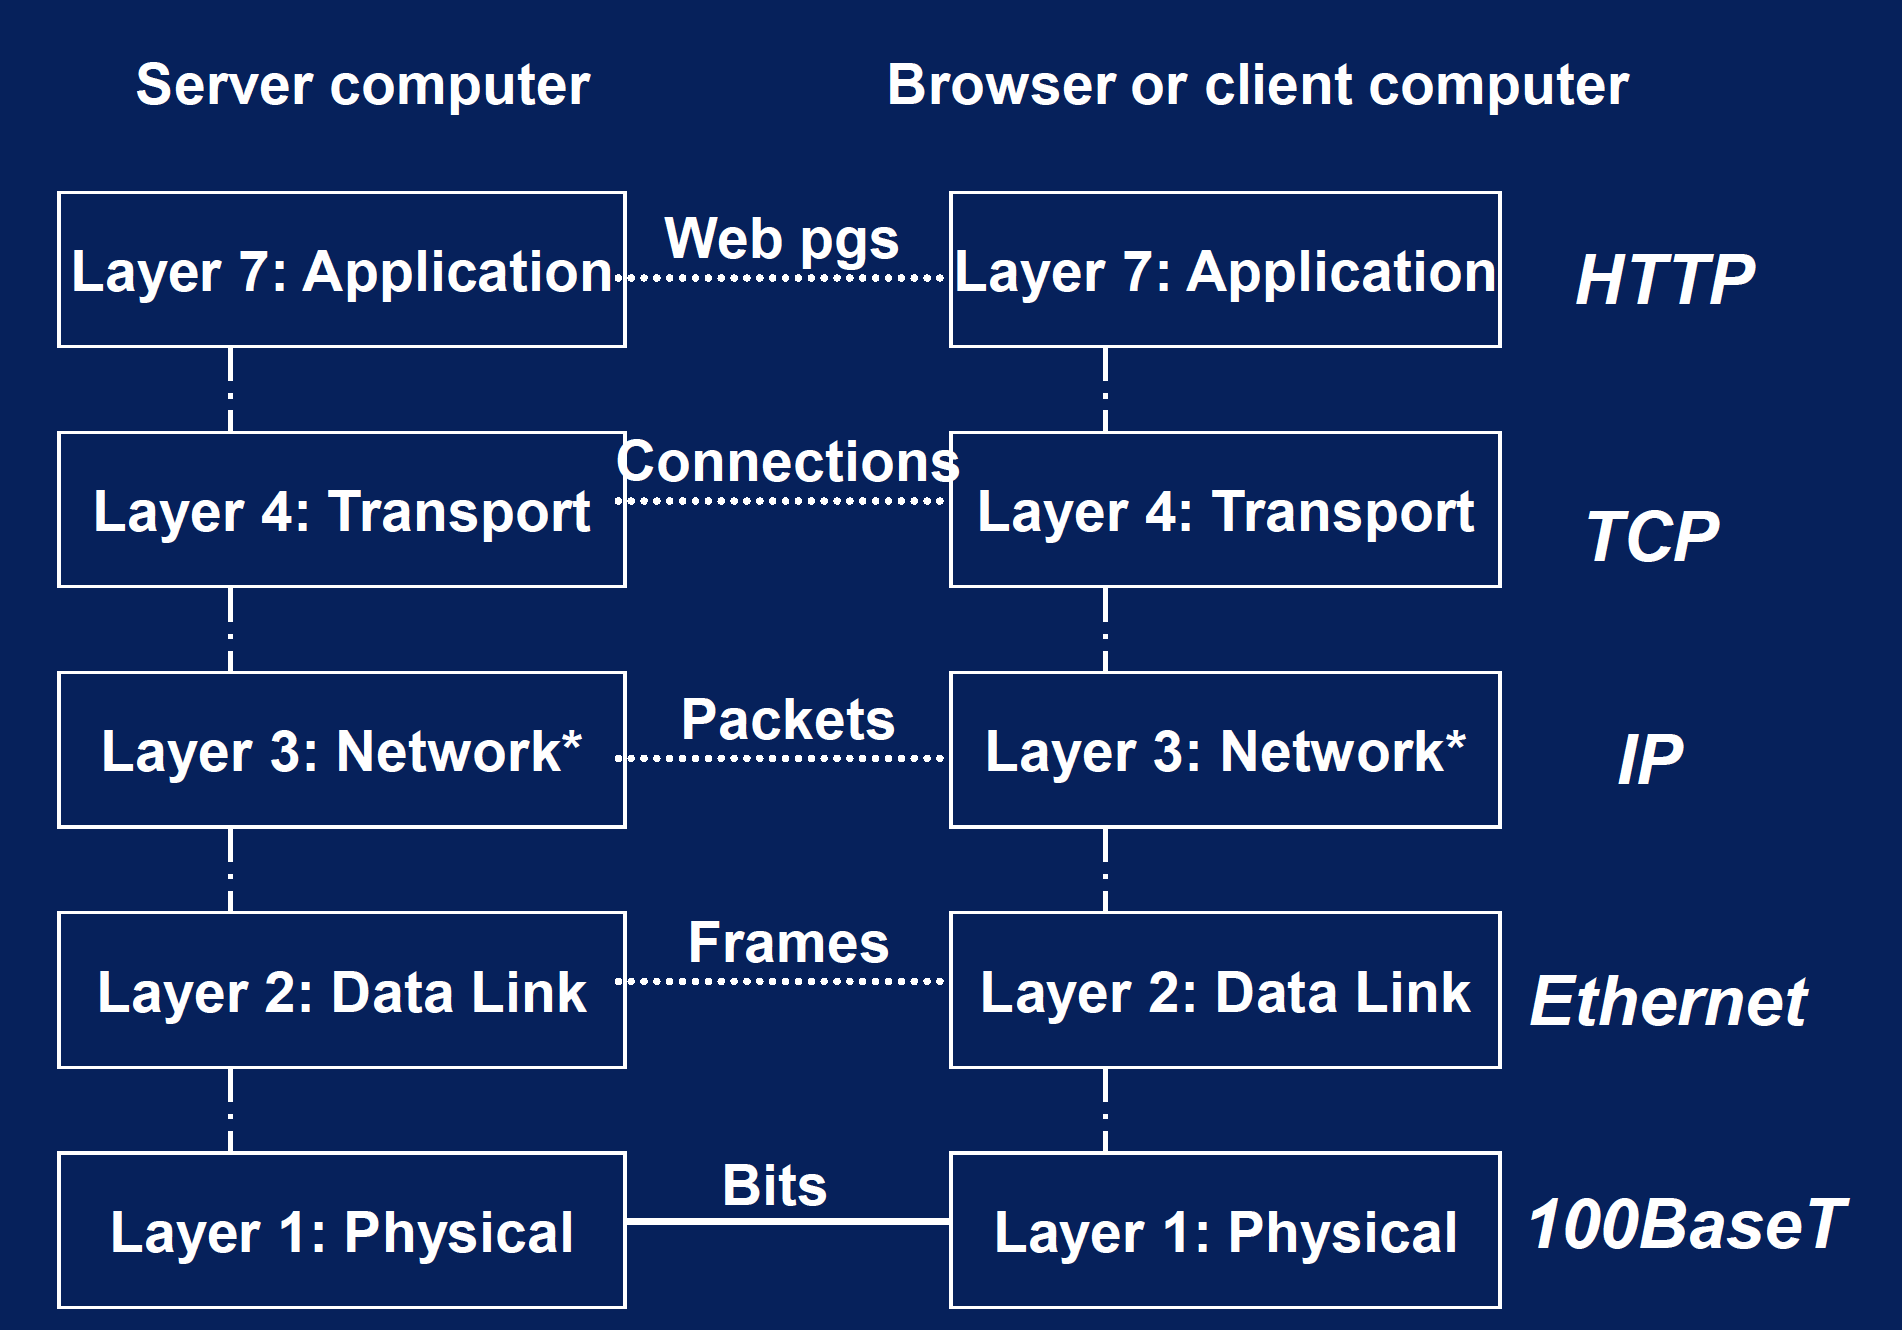 Server computer
Browser or client computer
Layer 7: Application
Web pgs
Layer 7: Application
HTTP
Layer 4: Transport
Connections
Layer 4: Transport
TCP
Layer 3: Network*
Packets
Layer 3: Network*
IP
Layer 2: Data Link
Frames
Layer 2: Data Link
Ethernet
Layer 1: Physical
Bits
Layer 1: Physical
100BaseT